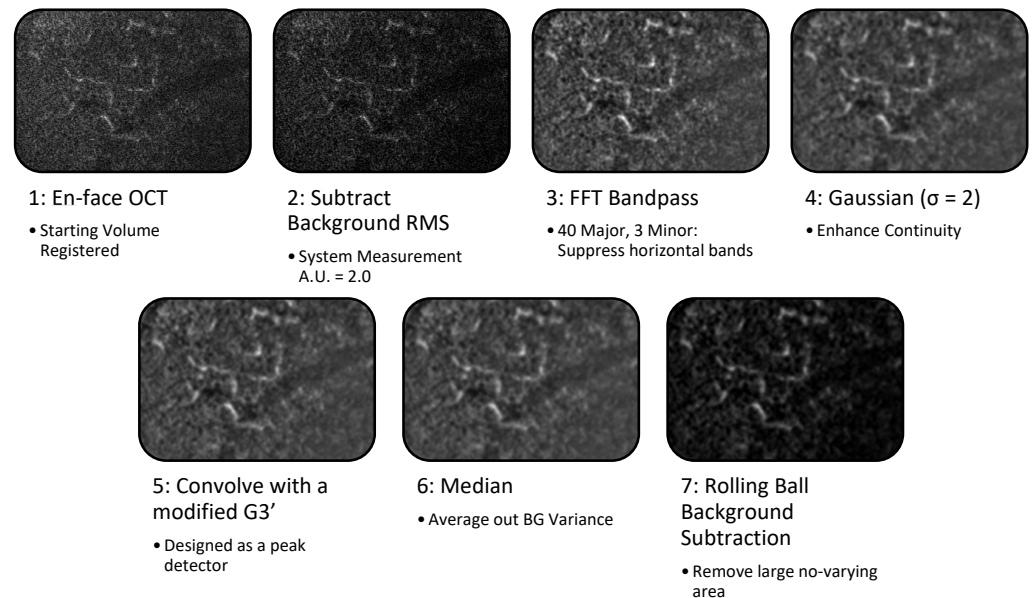 1: En-face OCT
• Starting Volume
Registered
2: Subtract
Background RMS
• System Measurement
A.U. = 2.0
3: FFT Bandpass
• 40 Major, 3 Minor:
Suppress horizontal bands
4: Gaussian (σ = 2)
• Enhance Continuity
5: Convolve with a
modified G3’
• Designed as a peak
detector
6: Median
• Average out BG Variance
7: Rolling Ball
Background
Subtraction
• Remove large no-varying
area